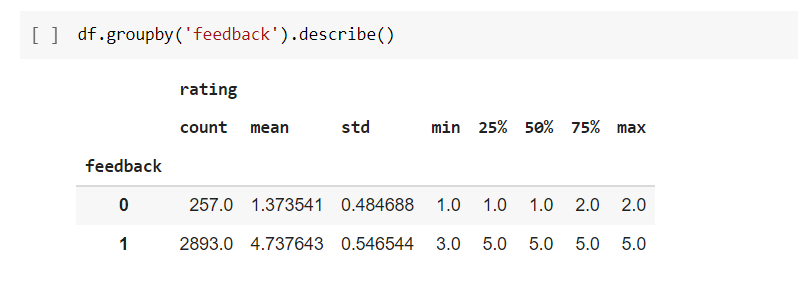 [ ] df.groupby('feedback').describe()
rating
count mean std min 25% 50% 75% max
feedback
0 257.0 1.373541 0.484688 1.0 1.0 1.0 2.0 2.0
1 2893.0 4.737643 0.546544 3.0 5.0 5.0 5.0 5.0